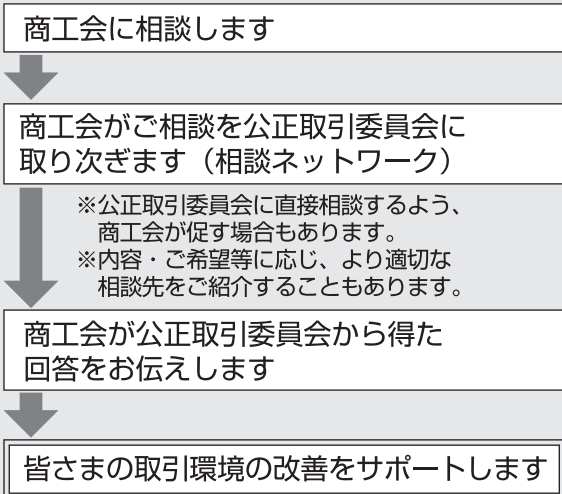 商工会に相談します
商工会がご相談を公正取引委員会に
取り次ぎます（相談ネットワーク）
※公正取引委員会に直接相談するよう、
商工会が促す場合もあります。
※内容・ご希望等に応じ、より適切な
相談先をご紹介することもあります。
商工会が公正取引委員会から得た
回答をお伝えします
皆さまの取引環境の改善をサポートします